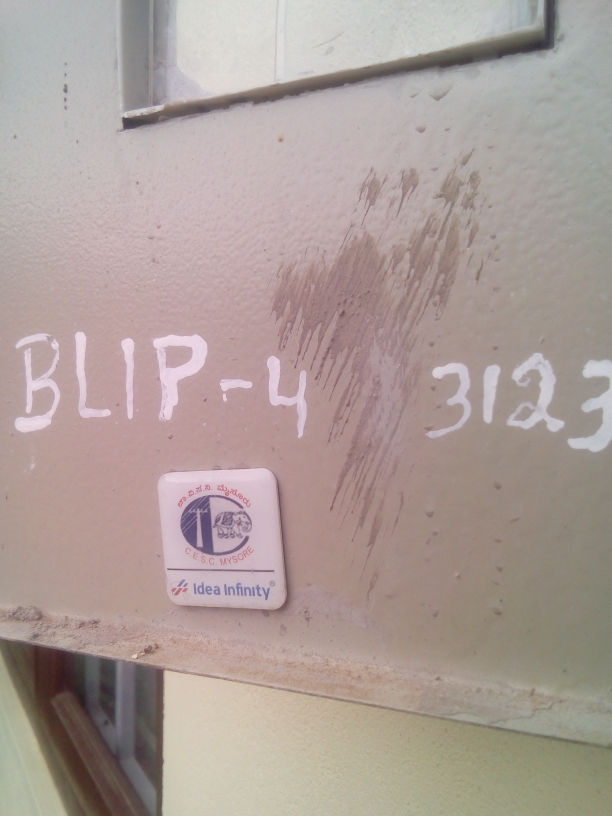 BLIP-4 3123
ಚಾ.ವಿ.ಸ.ನಿ. ಮೈಸೂರು
C.E.S.C. MYSORE
Idea Infinity®